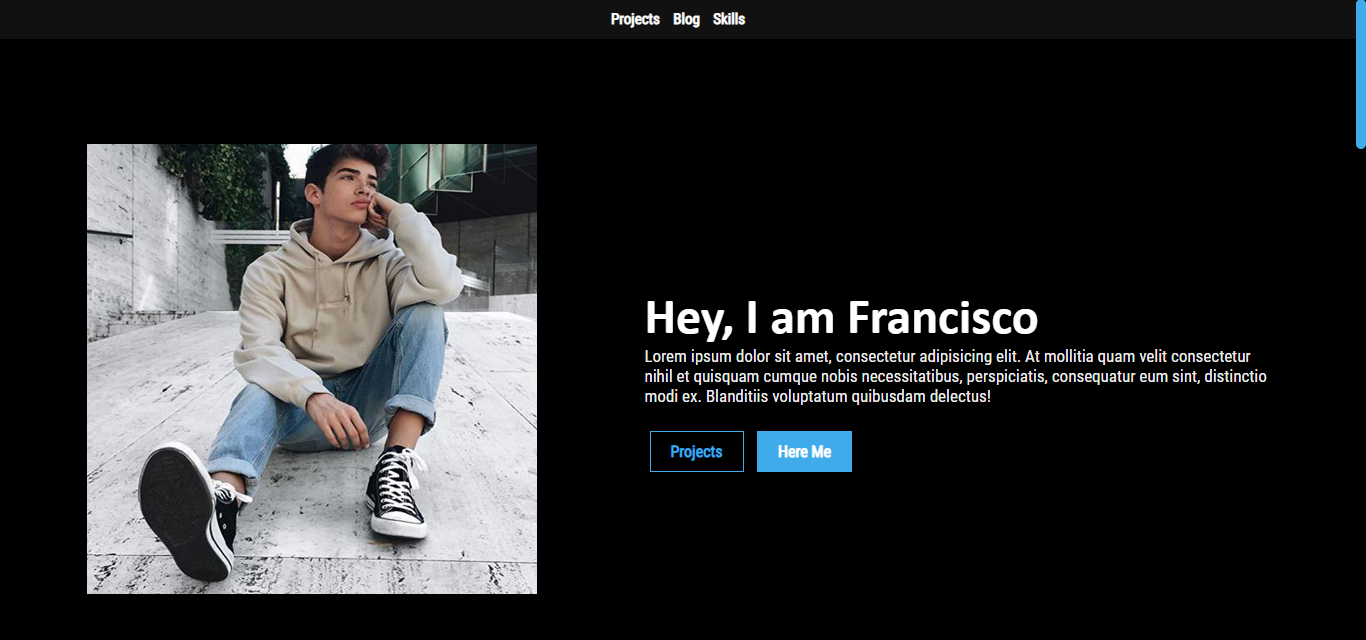 Projects Blog Skills
Hey, I am Francisco
Lorem ipsum dolor sit amet, consectetur adipisicing elit. At mollitia quam velit consectetur
nihil et quisquam cumque nobis necessitatibus, perspiciatis, consequatur eum sint, distinctio
modi ex. Blanditiis voluptatum quibusdam delectus!
Projects Here Me